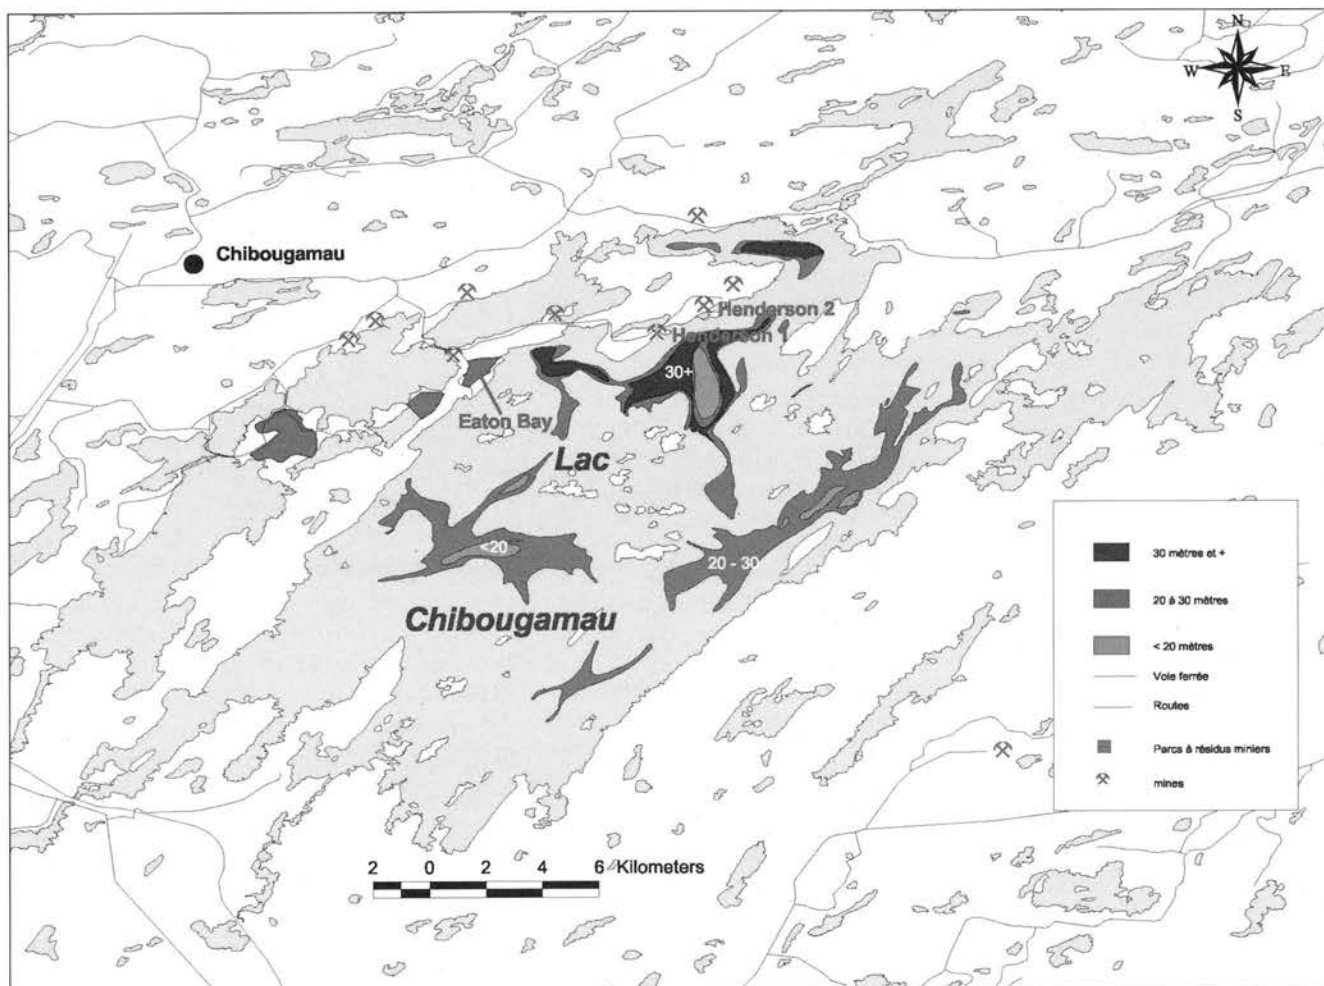 N
W E
S
Chibougamau
Henderson 2
Henderson 1
30+
Eaton Bay
Lac
<20
20 - 30
Chibougamau
30 mètres et +
20 à 30 mètres
< 20 mètres
Voie ferrée
Routes
Parcs à résidus miniers
mines
2 0 2 4 6 Kilometers